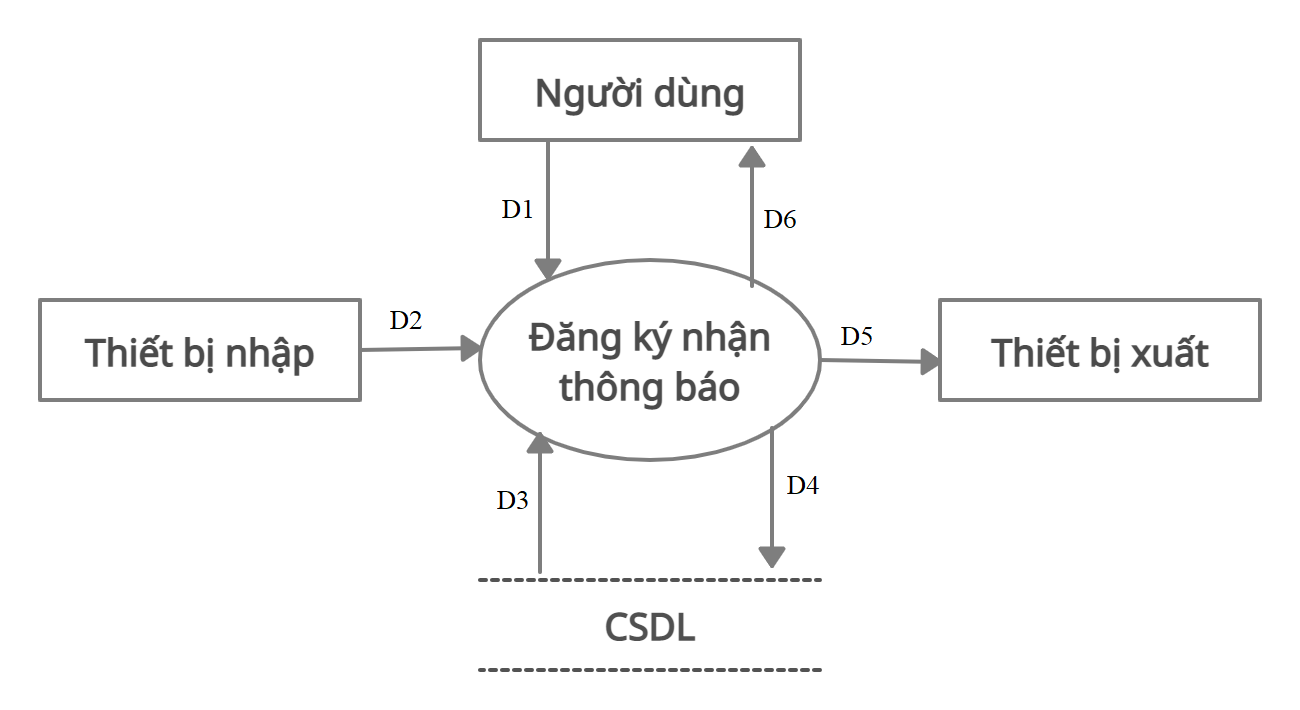 Người dùng
D1
D6
Thiết bị nhập
D2
Đăng ký nhận
thông báo
D5
Thiết bị xuất
D3
D4
CSDL